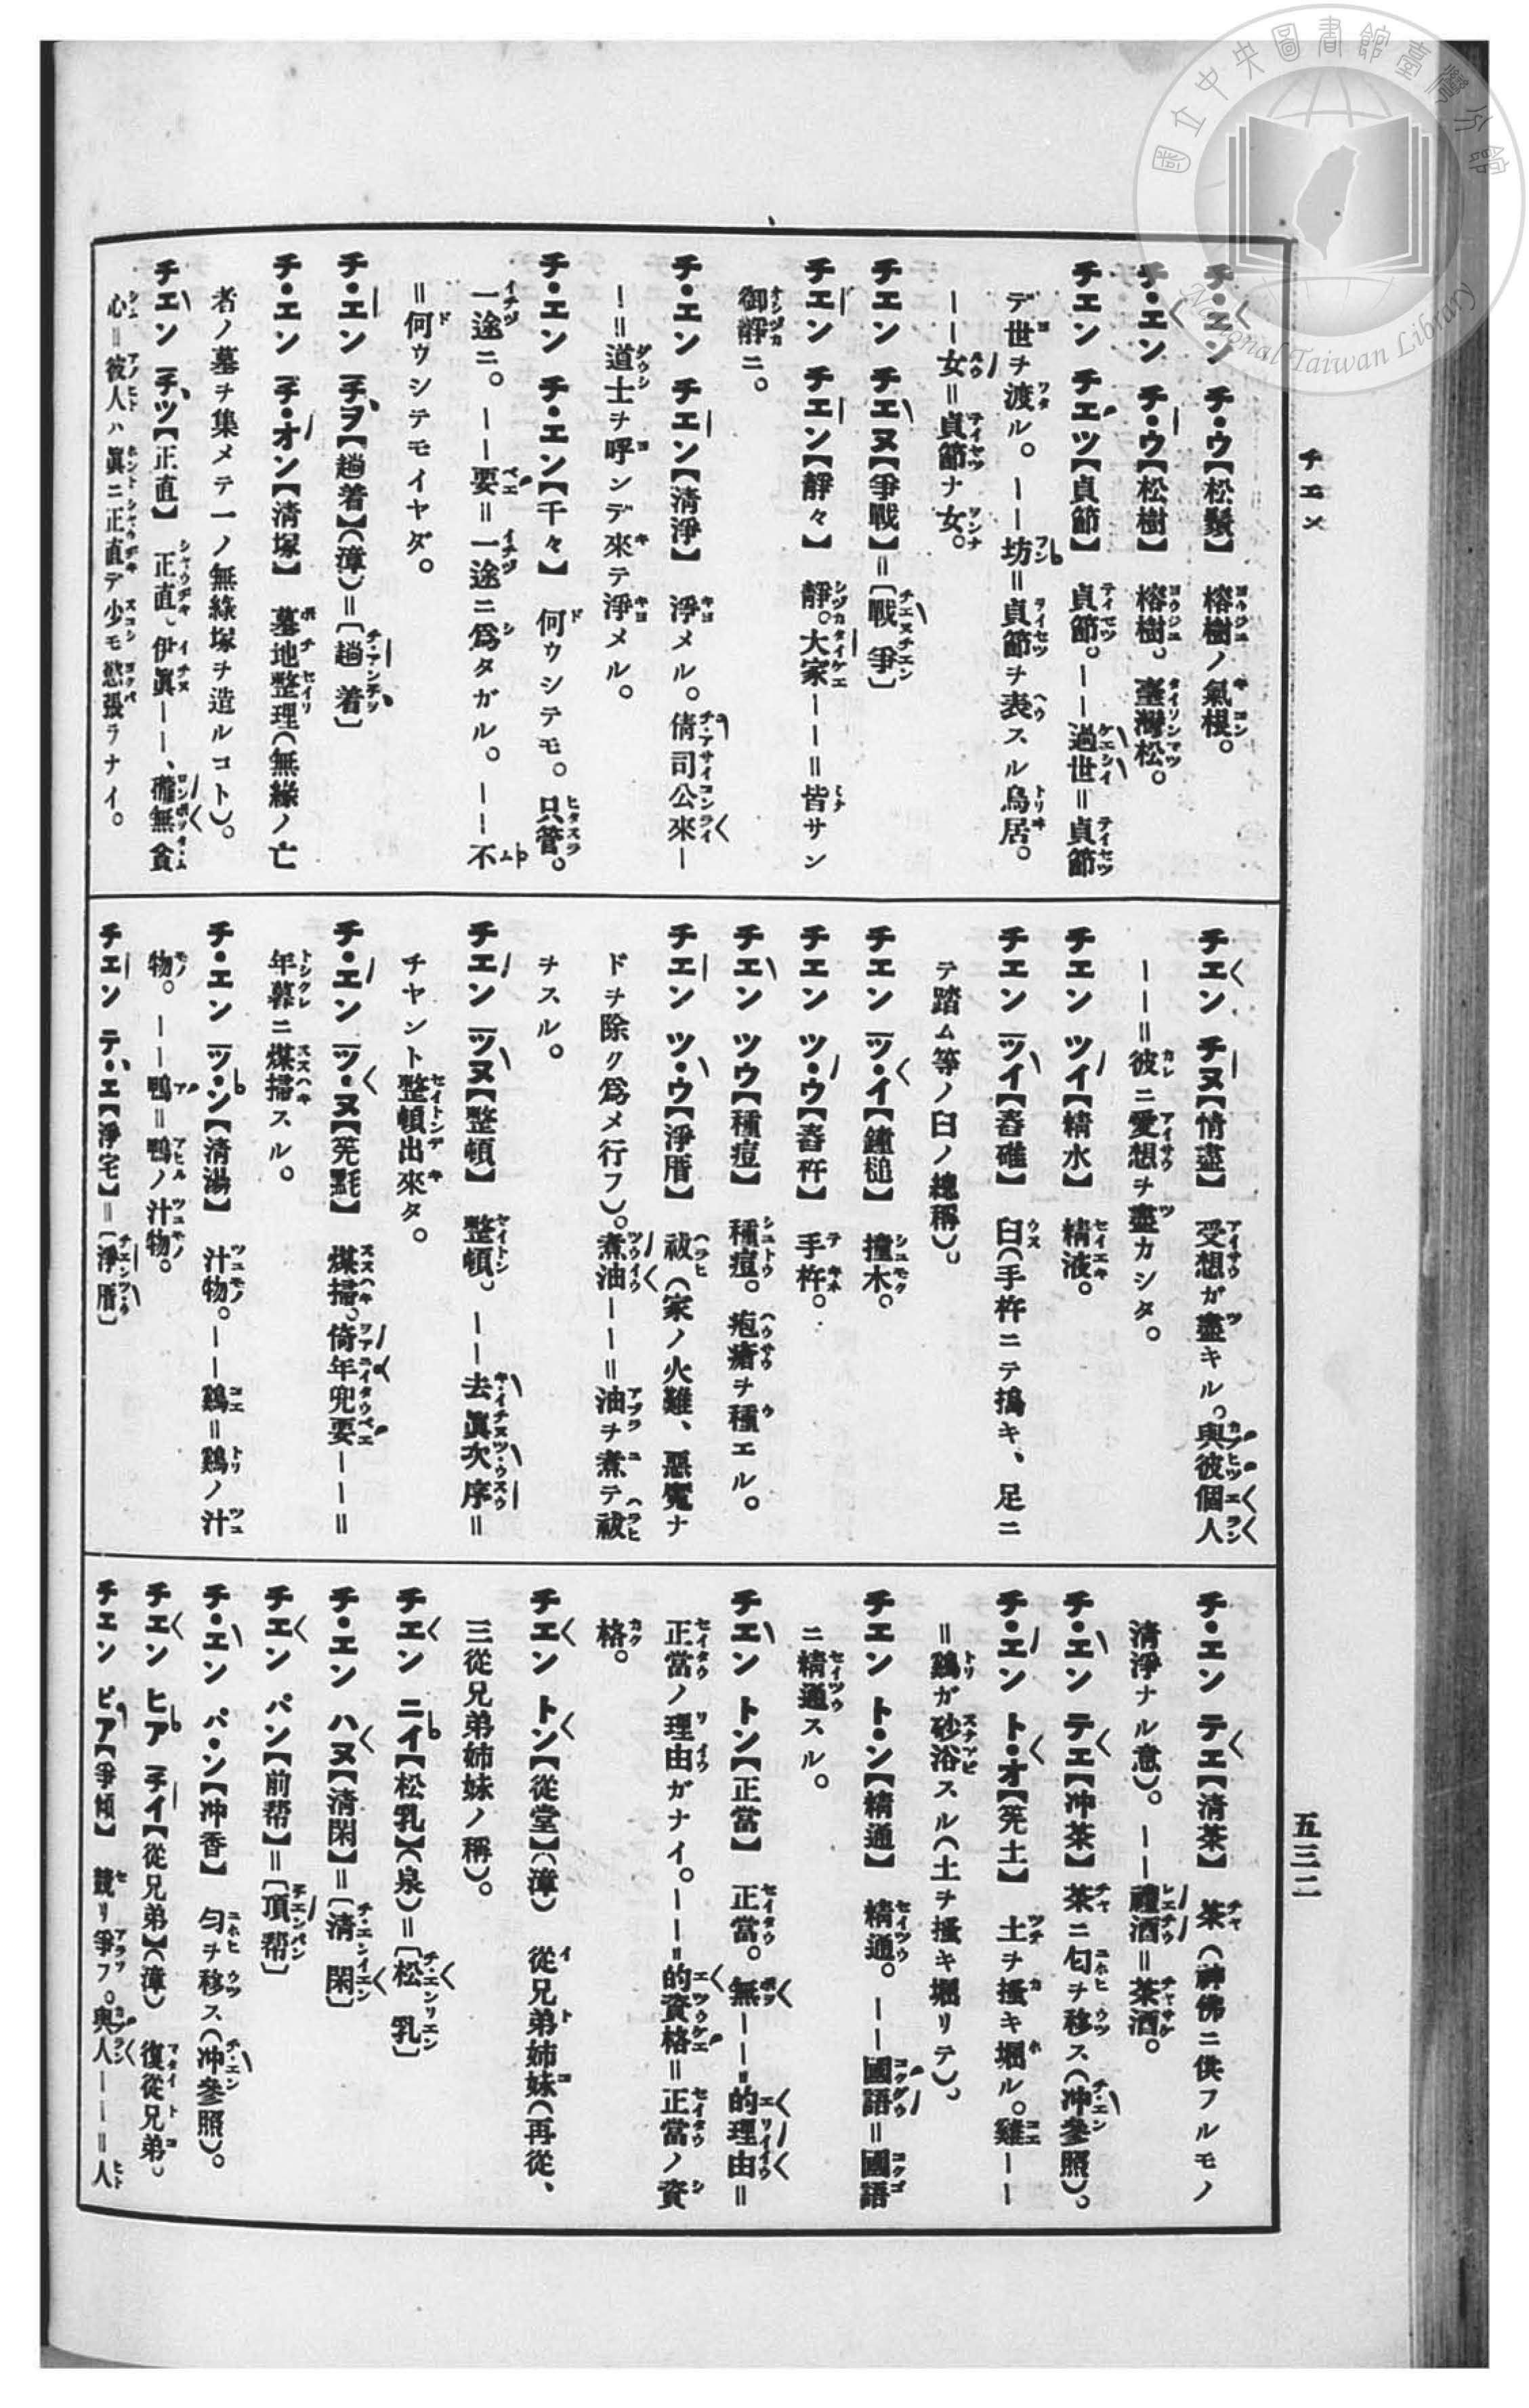 國立中央圖書館臺灣分館
National Taiwan Library
チエン
五三二
チ・エン チ・ウ【松鬚】 榕樹ノ氣根。
チ・エン チ・ウ【松樹】 榕樹。臺灣松。
チエン チエツ【貞節】 貞節。――過世=貞節
デ世ヲ渡ル。――坊=貞節ヲ表スル鳥居。
――女=貞節ナ女。
チエン チエヌ【爭戰】=〔戰爭〕
チエン チエン【靜々】 靜。大家――=皆サン
御靜ニ。
チ・エン チエン【清淨】 淨メル。倩司公來―
―=道士ヲ呼ンデ來テ淨メル。
チ・エン チ・エン【千々】 何ウシテモ。只管。
一途ニ。――要=一途ニ爲タガル。――不
=何ウシテモイヤダ。
チ・エン チヲ【趙着】(漳)=〔趙着〕
チ・エン チ・オン【清塚】 墓地整理(無緣ノ亡
者ノ墓ヲ集メテ一ノ無緣塚ヲ造ルコト)。
チエン チツ【正直】 正直。伊眞――、無貪
心=彼人ハ眞ニ正直デ少モ慾張ラナイ。
チエン チヌ【情盡】 受想ガ盡キル。與彼個人
――=彼ニ愛想ヲ盡カシタ。
チエン ツイ【精水】 精液。
チエン ツイ【舂碓】 臼(手杵ニテ搗キ、足ニ
テ踏ム等ノ臼ノ總稱)。
チエン ツ・イ【鐘槌】 撞木。
チエン ツ・ウ【舂杵】 手杵。
チエン ツウ【種痘】 種痘。疱瘡ヲ種エル。
チエン ツ・ウ【淨厝】 祓(家ノ火難、惡魔ナ
ドヲ除ク爲メ行フ)。煮油――=油ヲ煮テ祓
ヲスル。
チエン ツヌ【整頓】 整頓。――去眞次序=
チヤント整頓出來タ。
チ・エン ツ・ヌ 煤掃。倚年兜要――=
年暮ニ煤掃スル。
チ・エン ツ・ン【清湯】 汁物。――鷄=鷄ノ汁
物。――鴨=鴨ノ汁物。
チエン テ・エ【淨宅】=〔淨厝〕
チ・エン テエ【清茶】 茶(神佛ニ供フルモノ
清淨ナル意)。――禮酒=茶酒。
チ・エン テエ【冲茶】 茶ニ匂ヲ移ス(冲參照)。
チ・エン ト・オ 土ヲ搔キ堀ル。雞――
=鷄ガ砂浴スル(土ヲ搔キ堀リテ)。
チエン ト・ン【精通】 精通。――國語=國語
ニ精通スル。
チエン トン【正當】 正當。無――的理由=
正當ノ理由ガナイ。――的資格=正當ノ資
格。
チエン トン【從堂】(漳) 從兄弟姉妹(再從、
三從兄弟姉妹ノ稱)。
チエン ニイ【松乳】(泉)=〔松乳〕
チ・エン ハヌ【清閑】=〔清閑〕
チエン パン【前帮】=〔頂帮〕
チ・エン パ・ン【冲香】 匂ヲ移ス(冲參照)。
チエン ヒア チイ【從兄弟】(漳) 復從兄弟。
チエン ピア【爭傾】 競リ爭フ。與人――=人